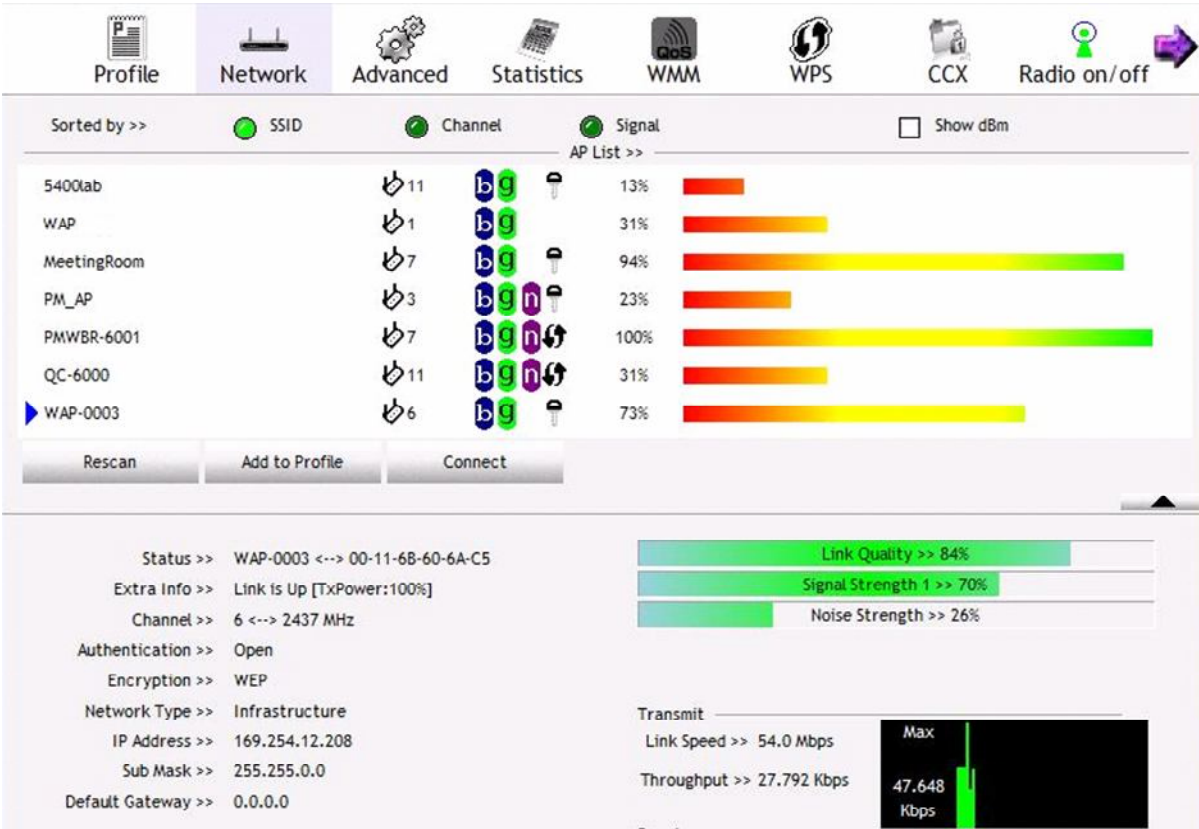 P
QoS
Profile Network Advanced Statistics WMM WPS CCX Radio on/off
Sorted by >> SSID Channel Signal Show dBm
AP List >>
5400lab 11 b g 13%
WAP 1 b g 31%
MeetingRoom 7 b g 94%
PM_AP 3 b g n 23%
PMWBR-6001 7 b g n 100%
QC-6000 11 b g n 31%
WAP-0003 6 b g 73%
Rescan Add to Profile Connect
Status >> WAP-0003 <--> 00-11-6B-60-6A-C5
Extra Info >> Link is Up [TxPower:100%]
Channel >> 6 <--> 2437 MHz
Authentication >> Open
Encryption >> WEP
Network Type >> Infrastructure
IP Address >> 169.254.12.208
Sub Mask >> 255.255.0.0
Default Gateway >> 0.0.0.0
Link Quality >> 84%
Signal Strength 1 >> 70%
Noise Strength >> 26%
Transmit
Link Speed >> 54.0 Mbps
Throughput >> 27.792 Kbps
Max
47.648
Kbps